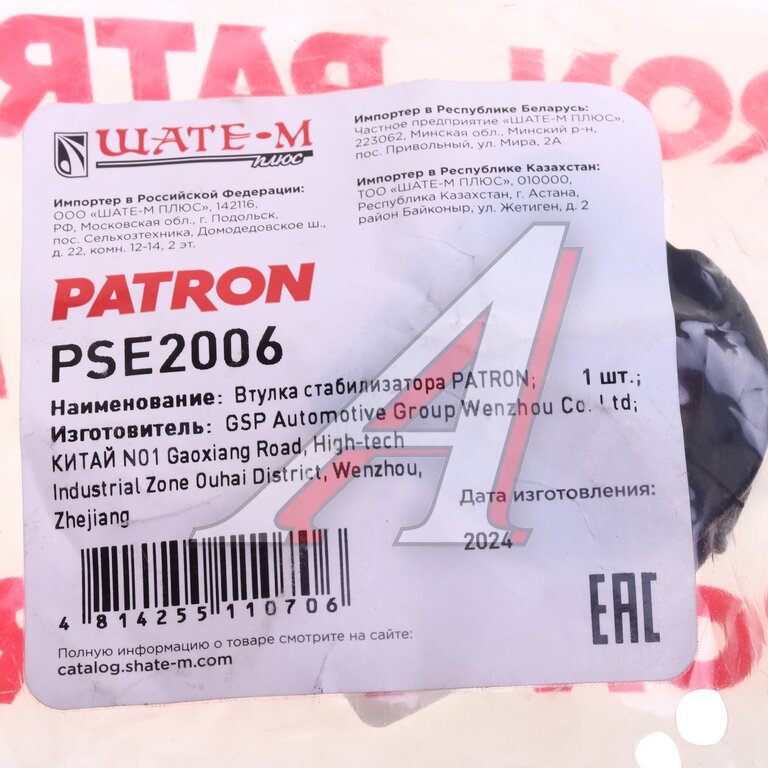 PATR
RON
ШАТЕ-М
плюс
Импортер в Российской Федерации:
ООО «ШАТЕ-М ПЛЮС», 142116,
РФ, Московская обл., г. Подольск,
пос. Сельхозтехника, Домодедовское ш.,
д. 22, комн. 12-14, 2 эт.
Импортер в Республике Беларусь:
Частное предприятие «ШАТЕ-М ПЛЮС»,
223062, Минская обл., Минский р-н,
пос. Привольный, ул. Мира, 2А
Импортер в Республике Казахстан:
ТОО «ШАТЕ-М ПЛЮС», 010000,
Республика Казахстан, г. Астана,
район Байконыр, ул. Жетиген, д. 2
PATRON
PSE2006
Наименование: Втулка стабилизатора PATRON; 1 шт.;
Изготовитель: GSP Automotive Group Wenzhou Co. Ltd;
КИТАЙ N01 Gaoxiang Road, High-tech
Industrial Zone Ouhai District, Wenzhou,
Zhejiang
Дата изготовления:
2024
4 814255 110706
EAC
Полную информацию о товаре смотрите на сайте:
catalog.shate-m.com